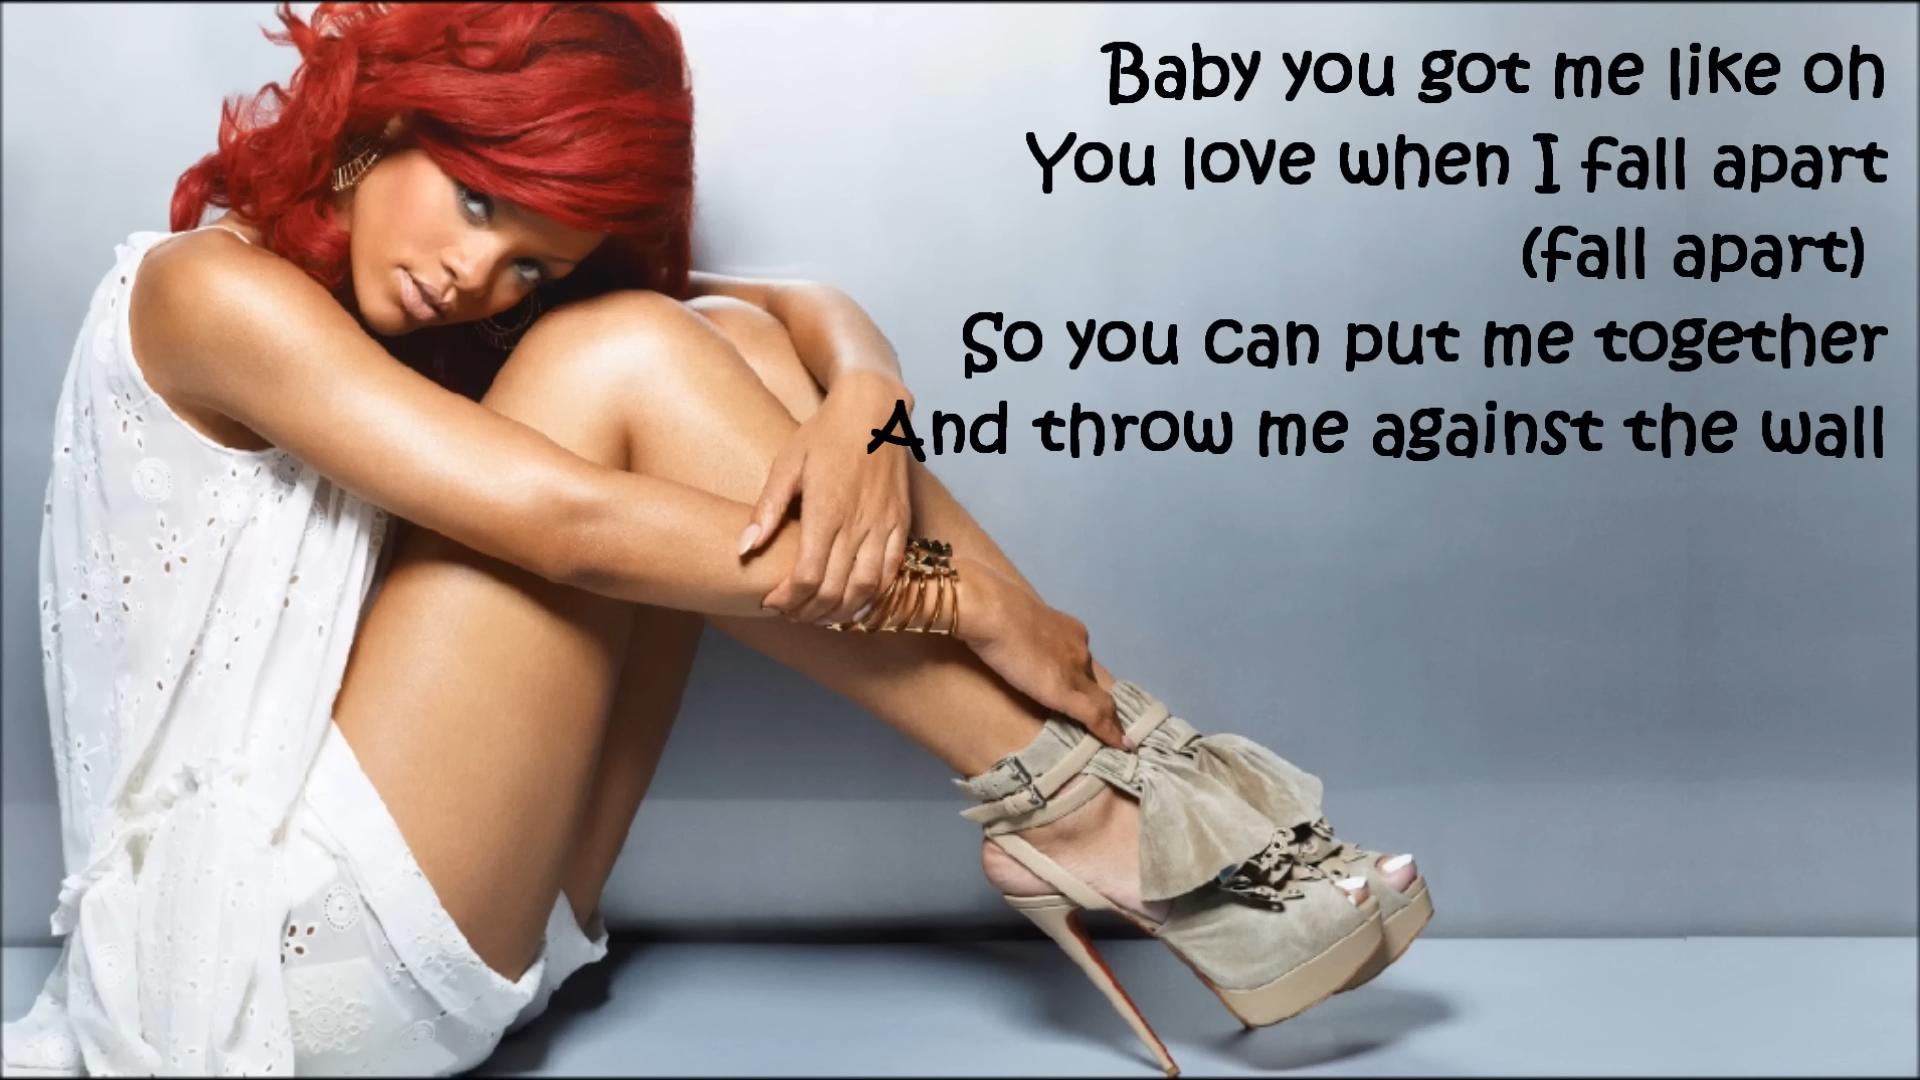 Baby you got me like oh
You love when I fall apart
(fall apart)
So you can put me together
And throw me against the wall